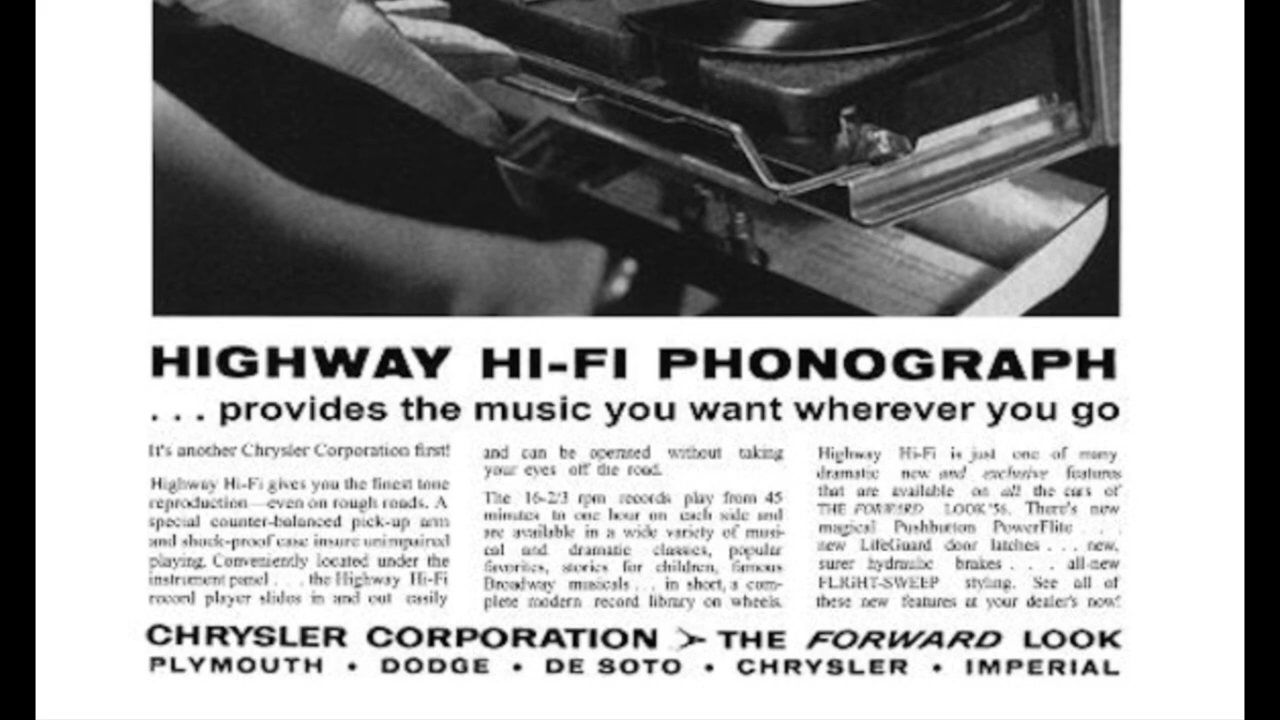 HIGHWAY HI-FI PHONOGRAPH
. . . provides the music you want wherever you go
It's another Chrysler Corporation first!
Highway Hi-Fi gives you the finest tone
reproduction—even on rough roads. A
special counter-balanced pick-up arm
and shock-proof case insure unimpaired
playing. Conveniently located under the
instrument panel . . . the Highway Hi-Fi
record player slides in and out easily
and can be operated without taking
your eyes off the road.
The 16-2/3 rpm records play from 45
minutes to one hour on each side and
are available in a wide variety of musi-
cal and dramatic classics, popular
favorites, stories for children, famous
Broadway musicals . . . in short, a com-
plete modern record library on wheels.
Highway Hi-Fi is just one of many
dramatic new and exclusive features
that are available on all the cars of
THE FORWARD LOOK '56. There's new
magical Pushbutton PowerFlite . .
new LifeGuard door latches . . . new,
surer hydraulic brakes . . . all-new
FLIGHT-SWEEP styling. See all of
these new features at your dealer's now!
CHRYSLER CORPORATION THE FORWARD LOOK
PLYMOUTH • DODGE • DE SOTO • CHRYSLER • IMPERIAL